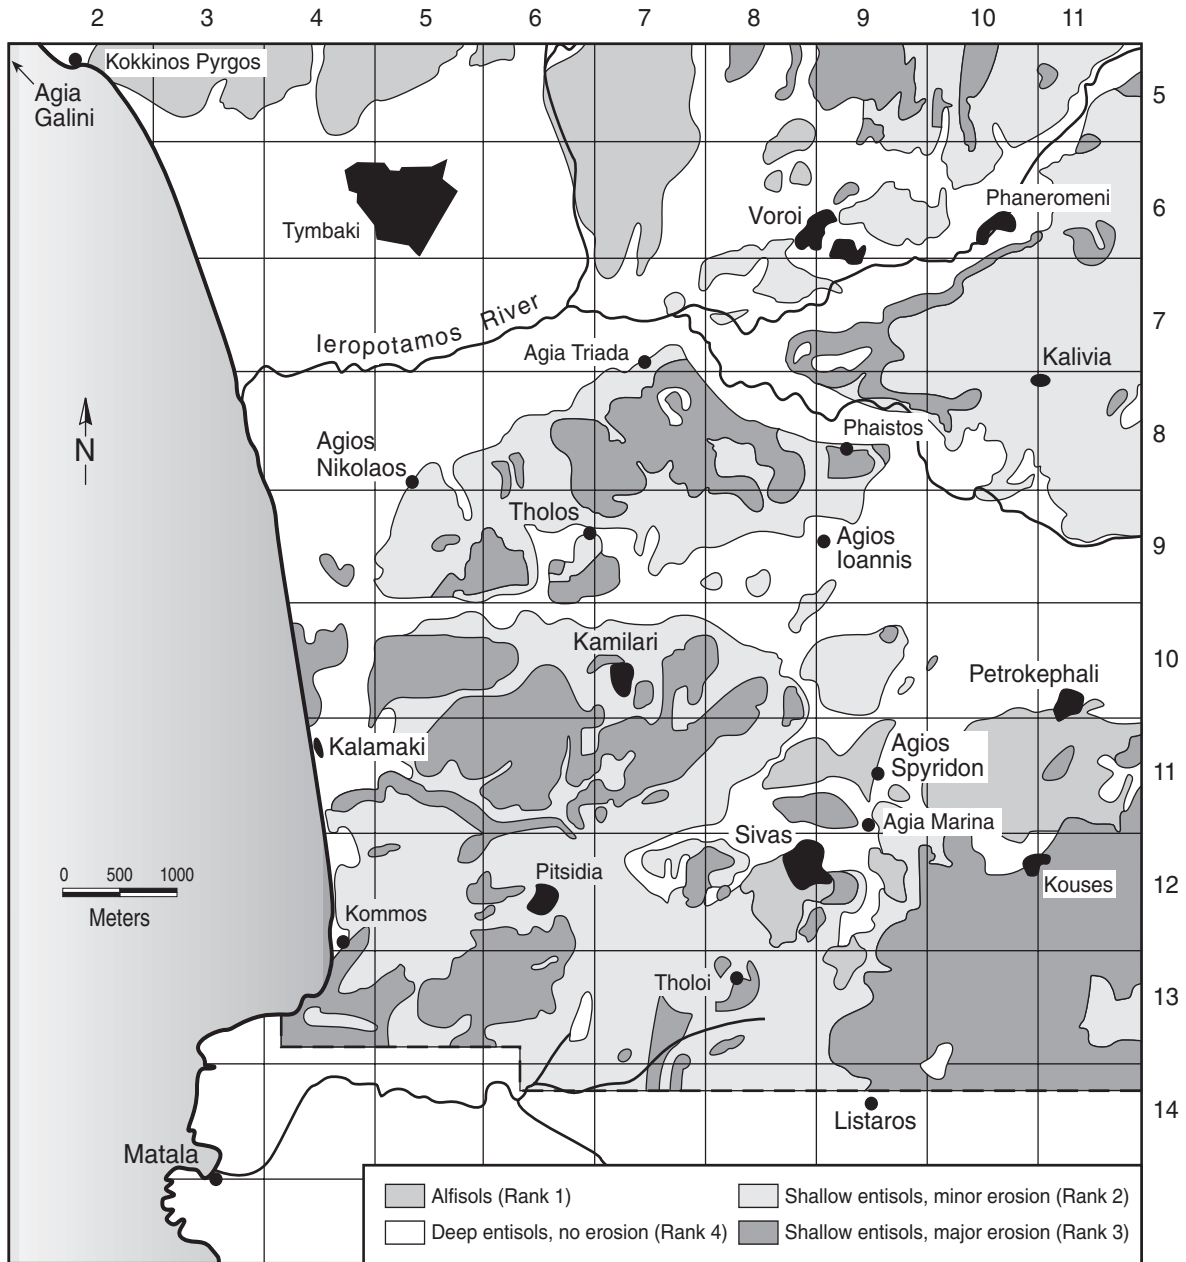 2 3 4 5 6 7 8 9 10 11
Kokkinos Pyrgos
Agia
Galini
5
Phaneromeni
6
Voroi
Tymbaki
Ieropotamos River
7
Agia Triada
Kalivia
N
Phaistos
8
Agios
Nikolaos
Tholos
Agios
Ioannis
9
Kamilari
10
Petrokephali
Kalamaki
Agios
Spyridon
11
Agia Marina
Sivas
0 500 1000
Meters
Pitsidia
Kouses
12
Kommos
Tholoi
13
Listaros
14
Matala
Alfisols (Rank 1)
Shallow entisols, minor erosion (Rank 2)
Deep entisols, no erosion (Rank 4)
Shallow entisols, major erosion (Rank 3)